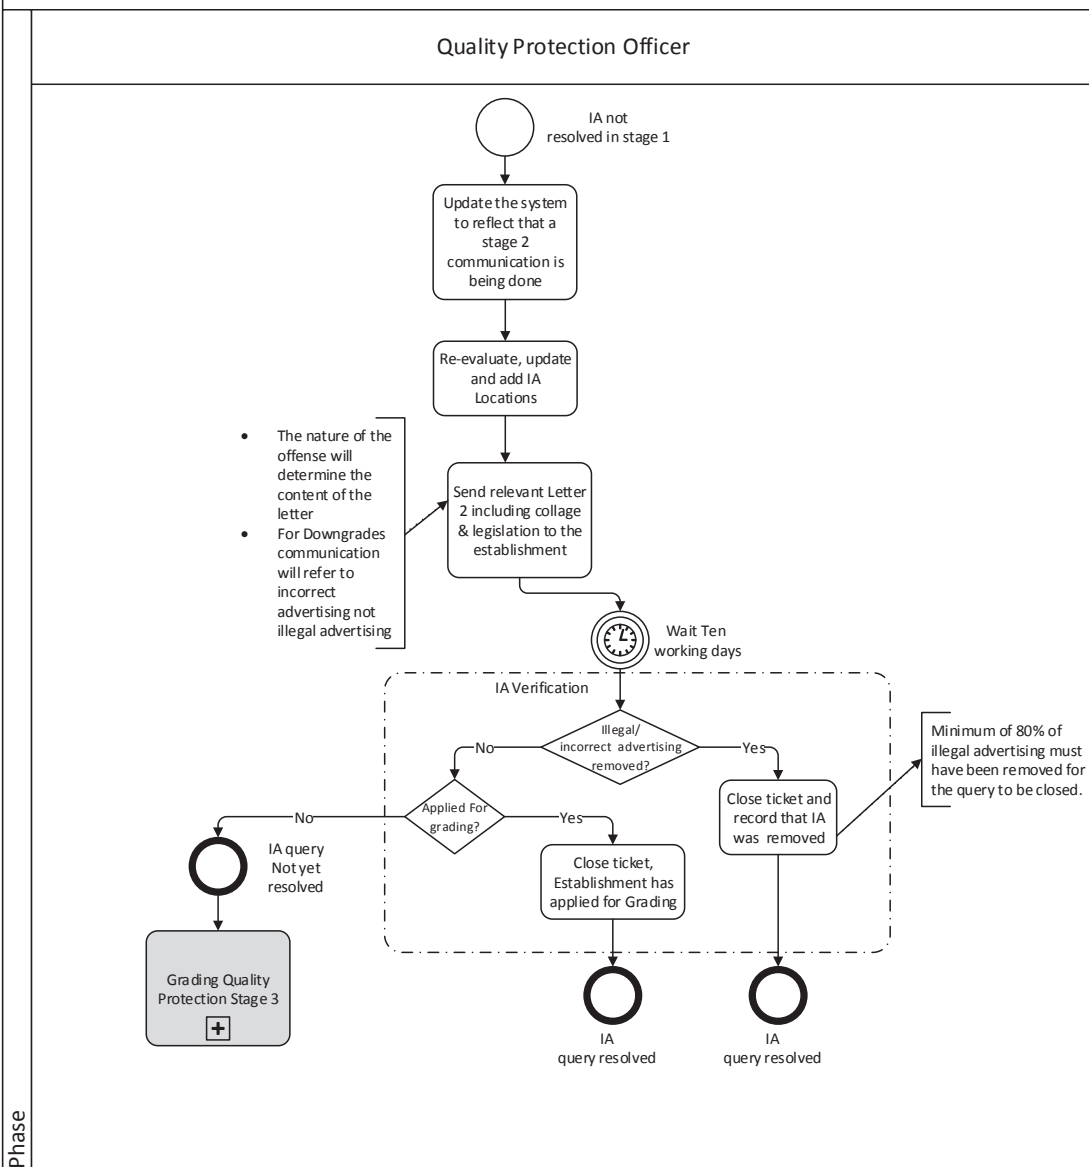 Quality Protection Officer
IA not
resolved in stage 1
Update the system
to reflect that a
stage 2
communication is
being done
Re-evaluate, update
and add IA
Locations
• The nature of the
offense will
determine the
content of the
letter
• For Downgrades
communication
will refer to
incorrect
advertising not
illegal advertising
Send relevant Letter
2 including collage
& legislation to the
establishment
Wait Ten
working days
IA Verification
Illegal/
incorrect advertising
removed?
No
Yes
Minimum of 80% of
illegal advertising must
have been removed for
the query to be closed.
Applied For
grading?
No
Yes
Close ticket and
record that IA
was removed
IA query
Not yet
resolved
Close ticket,
Establishment has
applied for Grading
Grading Quality
Protection Stage 3
IA
query resolved
IA
query resolved
Phase